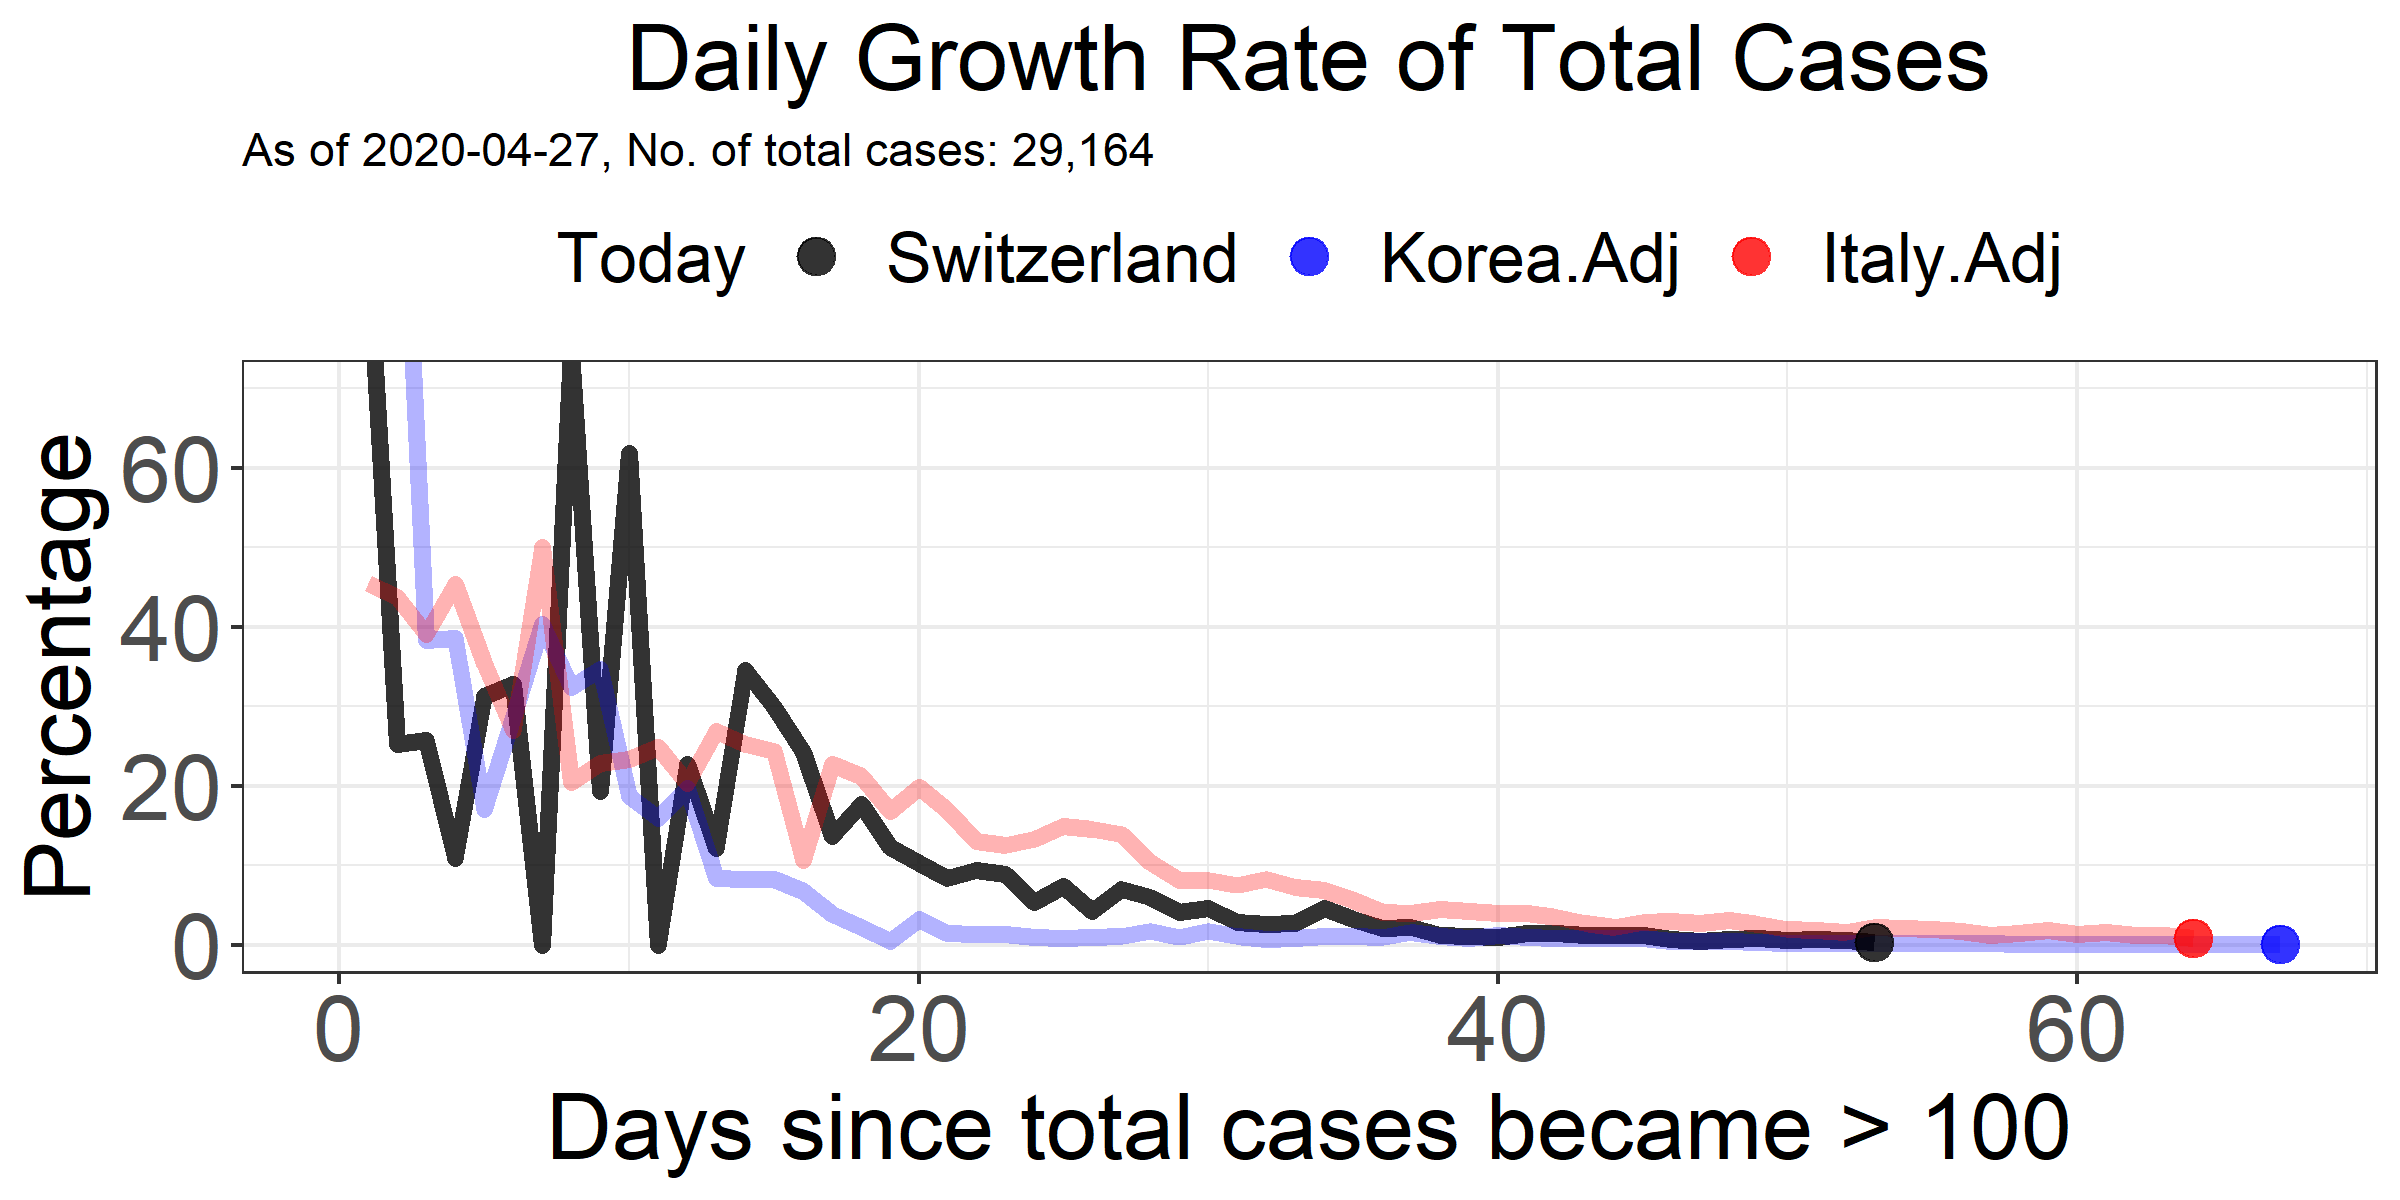 Daily Growth Rate of Total Cases
As of 2020-04-27, No. of total cases: 29,164
Today Switzerland Korea.Adj Italy.Adj
Percentage
60
40
20
0
0 20 40 60
Days since total cases became > 100